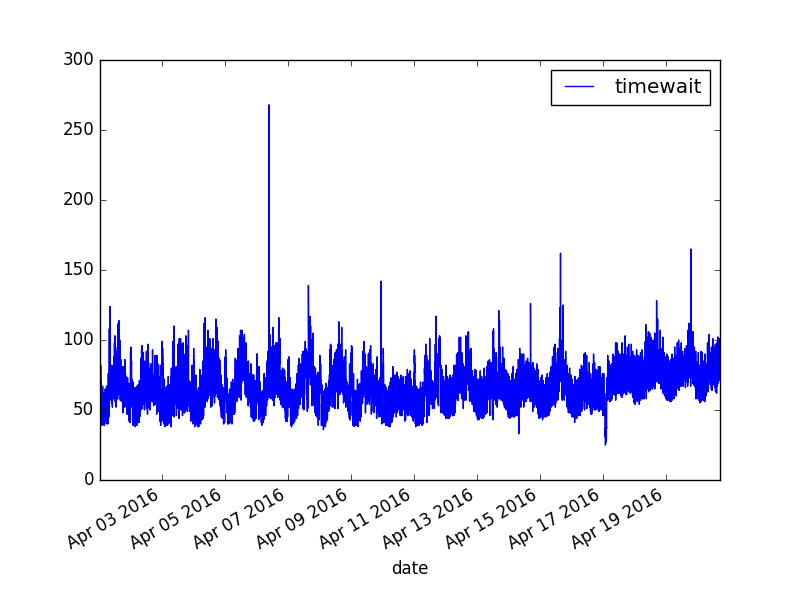 300
timewait
250
200
150
100
50
0
Apr 03 2016
Apr 05 2016
Apr 07 2016
Apr 09 2016
Apr 11 2016
Apr 13 2016
Apr 15 2016
Apr 17 2016
Apr 19 2016
date